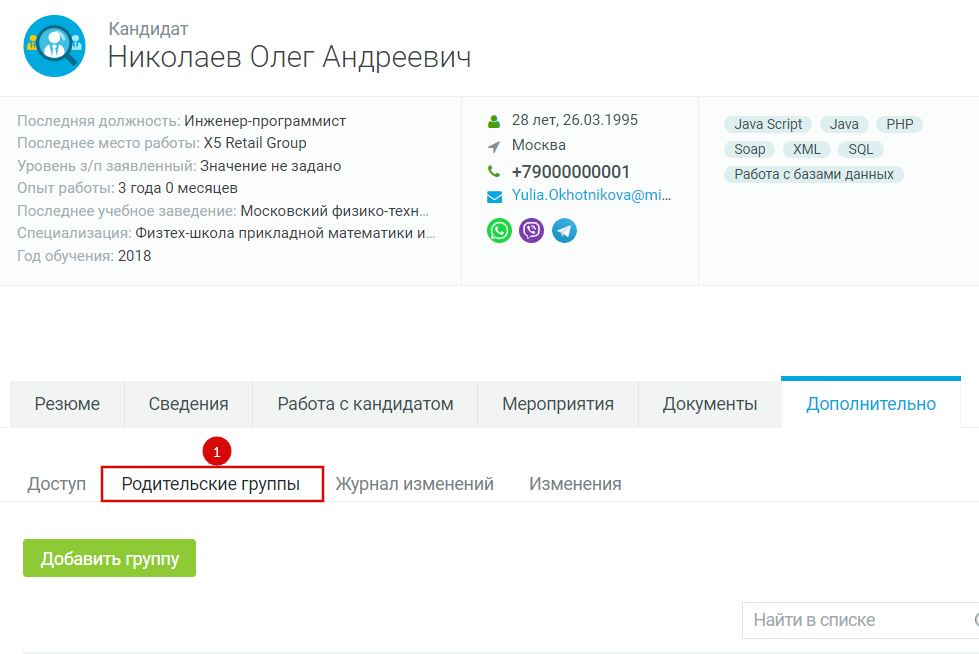 Кандидат
Николаев Олег Андреевич
Последняя должность: Инженер-программист
Последнее место работы: X5 Retail Group
Уровень з/п заявленный: Значение не задано
Опыт работы: 3 года 0 месяцев
Последнее учебное заведение: Московский физико-техн...
Специализация: Физтех-школа прикладной математики и...
Год обучения: 2018
28 лет, 26.03.1995
Москва
+79000000001
Yulia.Okhotnikova@mi...
Java Script Java PHP
Soap XML SQL
Работа с базами данных
Резюме Сведения Работа с кандидатом Мероприятия Документы Дополнительно
1
Доступ Родительские группы Журнал изменений Изменения
Добавить группу
Найти в списке